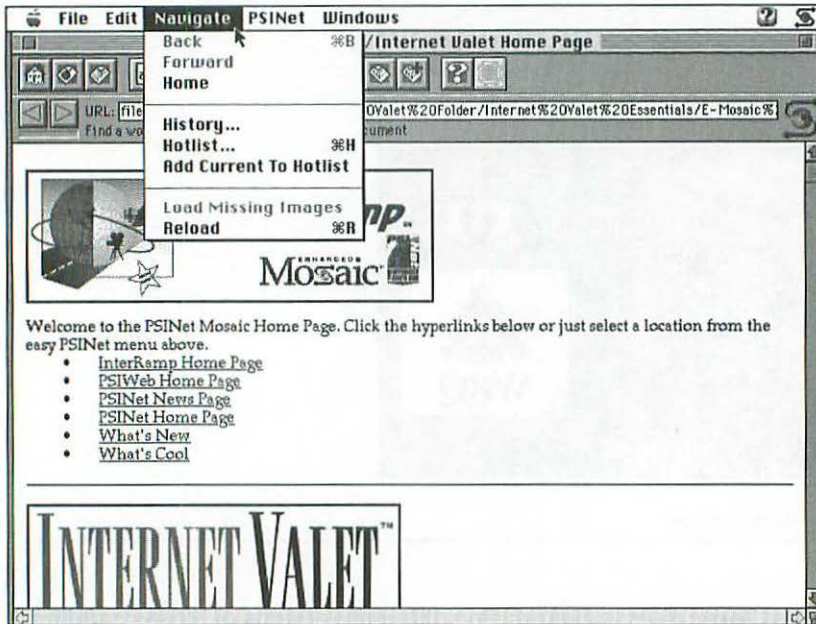 File Edit Navigate PSINet Windows
/Internet Valet Home Page
Back ⌘B
Forward
Home
History...
Hotlist... ⌘H
Add Current To Hotlist
Load Missing Images
Reload ⌘R
URL: file 0Valet%20Folder/Internet%20Valet%20Essentials/E-Mosaic%
Find a
mp
ENHANCED
Mosaic
Welcome to the PSINet Mosaic Home Page. Click the hyperlinks below or just select a location from the
easy PSINet menu above.
• InterRamp Home Page
• PSIWeb Home Page
• PSINet News Page
• PSINet Home Page
• What's New
• What's Cool
INTERNET VALET™